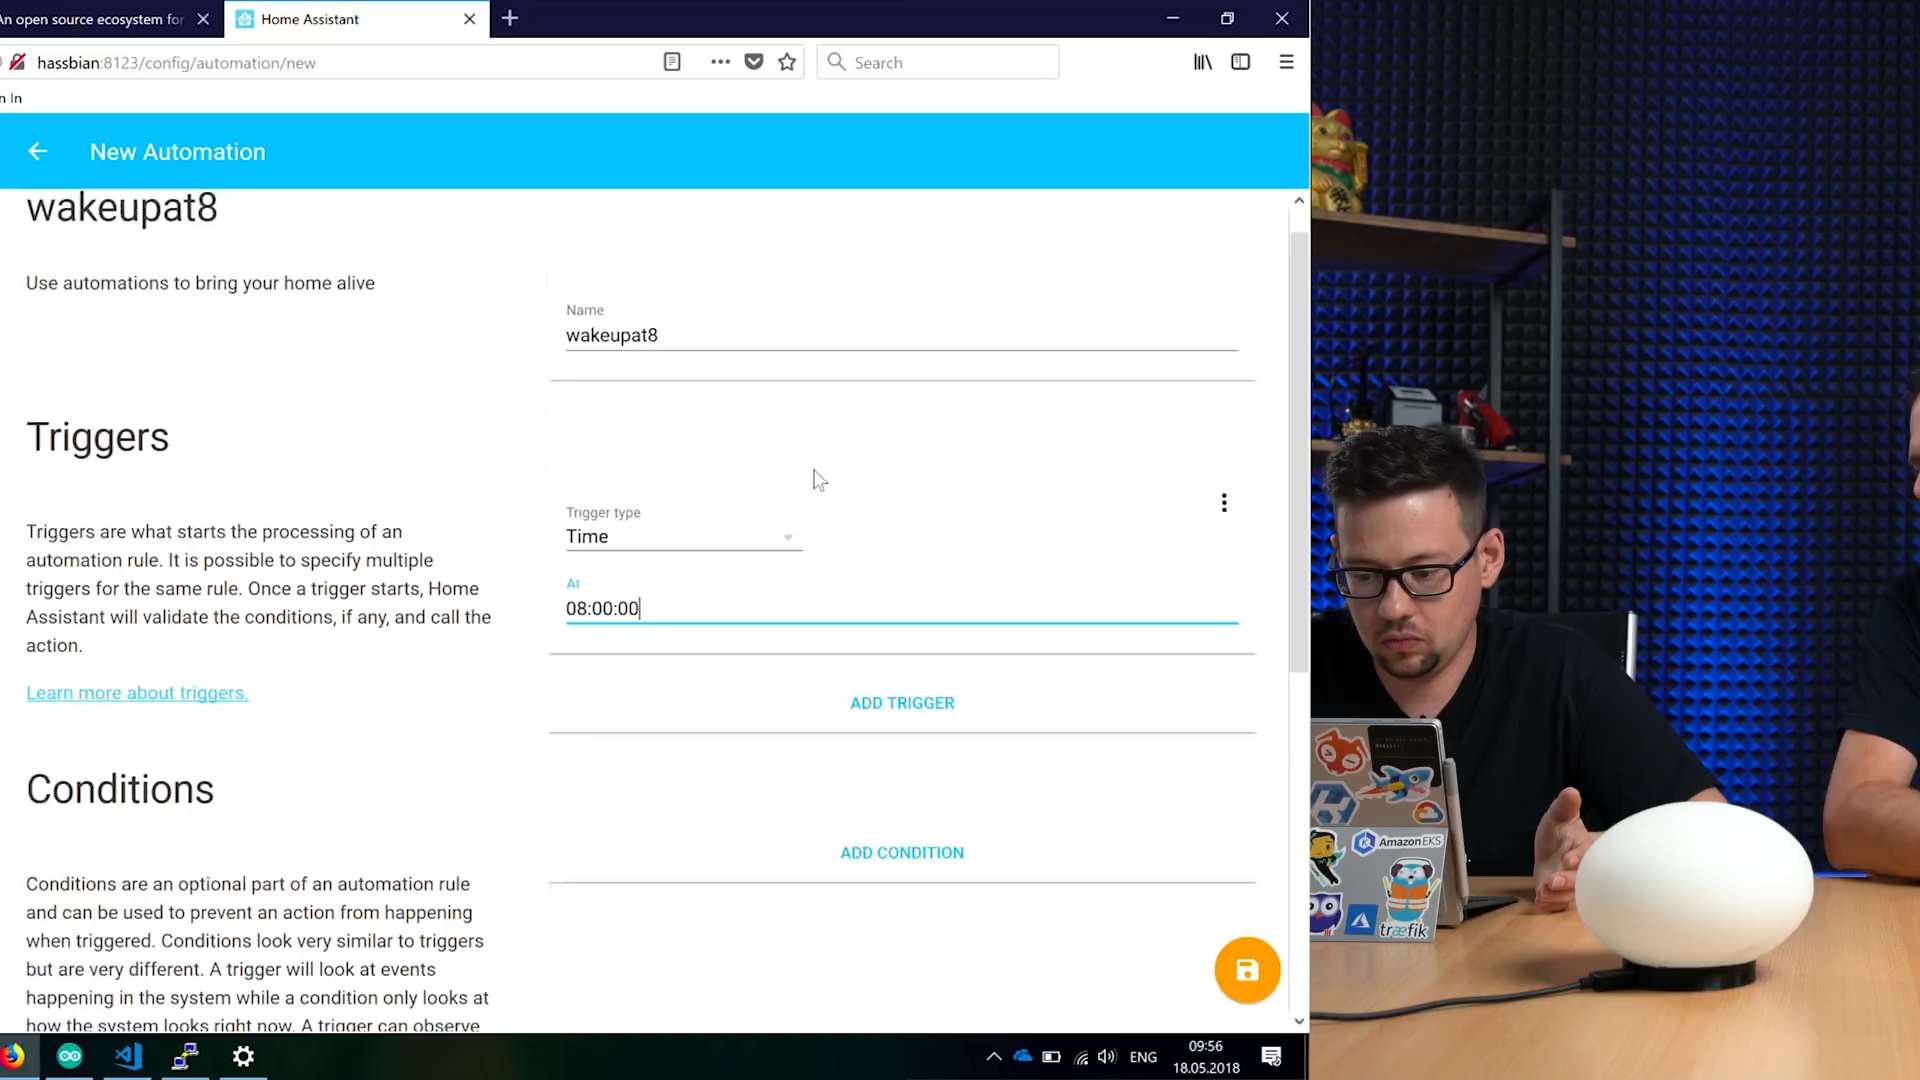 An open source ecosystem for
Home Assistant
hassbian:8123/config/automation/new
Search
n In
New Automation
wakeupat8
Use automations to bring your home alive
Name
wakeupat8
Triggers
Triggers are what starts the processing of an
automation rule. It is possible to specify multiple
triggers for the same rule. Once a trigger starts, Home
Assistant will validate the conditions, if any, and call the
action.
Learn more about triggers.
Trigger type
Time
At
08:00:00
ADD TRIGGER
Conditions
ADD CONDITION
Conditions are an optional part of an automation rule
and can be used to prevent an action from happening
when triggered. Conditions look very similar to triggers
but are very different. A trigger will look at events
happening in the system while a condition only looks at
how the system looks right now. A trigger can observe
ENG
09:56
18.05.2018
Amazon EKS
træfik